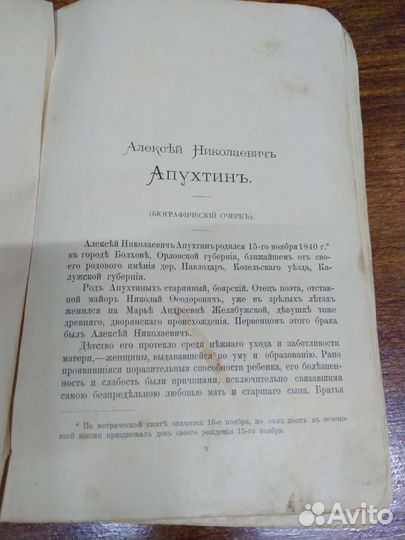 Алексѣй Николаевичъ
Апухтинъ.
(БІОГРАФИЧЕСКІЙ ОЧЕРКЪ).
Алексѣй Николаевичъ Апухтинъ родился 15-го ноября 1840 г.*
въ городѣ Болховѣ, Орловской губерніи, ближайшемъ отъ сво-
его родового имѣнія дер. Павлодаръ, Козельскаго уѣзда, Ка-
лужской губерніи.
Родъ Апухтиныхъ старинный, боярскій. Отецъ поэта, от-
ставной майоръ Николай Ѳеодоровичъ, уже въ зрѣлыхъ лѣтахъ
женился на Марьѣ Андреевнѣ Желябужской, дѣвушкѣ тоже
древняго, дворянскаго происхожденія. Первенцомъ этого брака
былъ Алексѣй Николаевичъ.
Дѣтство его протекло среди нѣжнаго ухода и заботливости
матери,—женщины, выдававшейся по уму и образованію. Рано
проявившіяся поразительныя способности ребенка, его болѣзнен-
ность и слабость были причинами, исключительно связавшими
самою безпредѣльною любовью мать и старшаго сына. Братья
* По метрической книгѣ значится 16-е ноября, но самъ поэтъ въ теченіе
всей жизни праздновалъ день своего рожденія 15-го ноября.
V
Avito